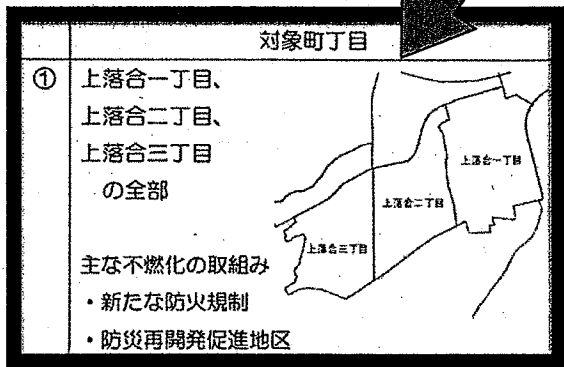 対象町丁目
①
上落合一丁目、
上落合二丁目、
上落合三丁目
の全部
主な不燃化の取組み
・新たな防火規制
・防災再開発促進地区
上落合一丁目
上落合二丁目
上落合三丁目